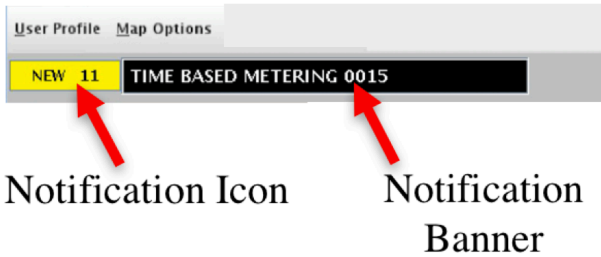 User Profile Map Options
NEW 11 TIME BASED METERING 0015
Notification Icon
Notification
Banner